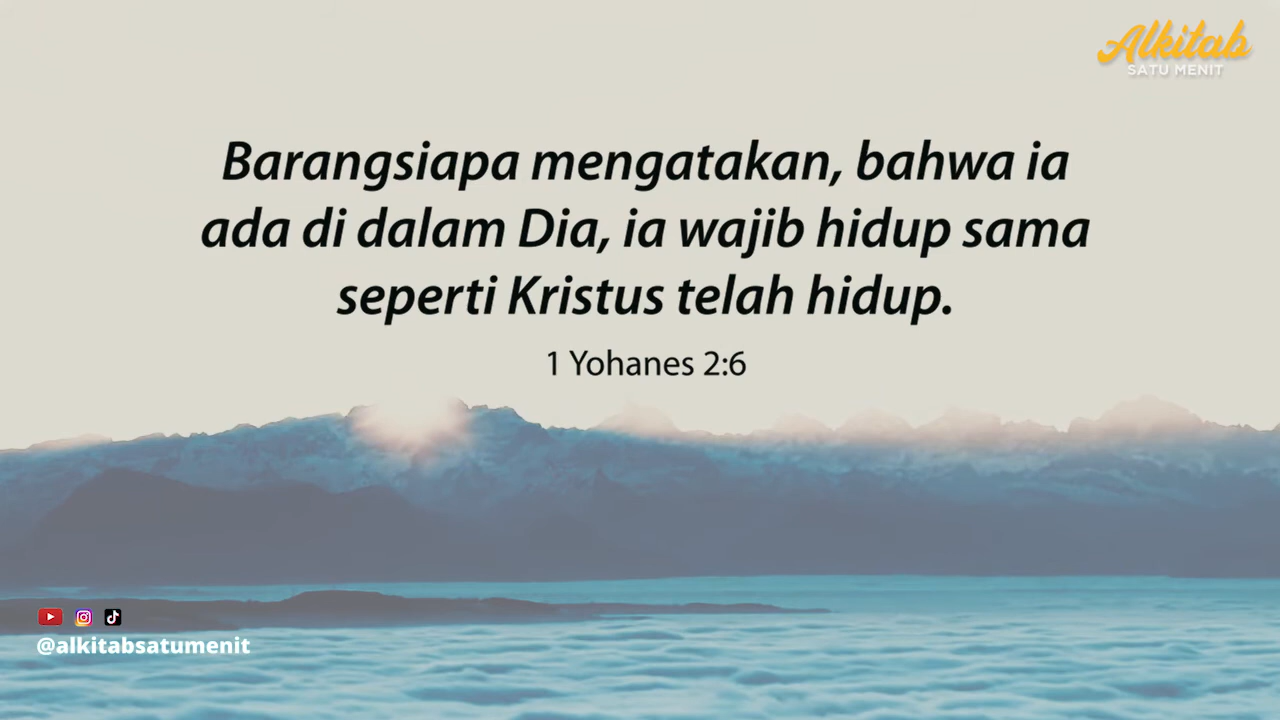 Alkitab
SATU MENIT
Barangsiapa mengatakan, bahwa ia
ada di dalam Dia, ia wajib hidup sama
seperti Kristus telah hidup.
1 Yohanes 2:6
@alkitabsatumenit